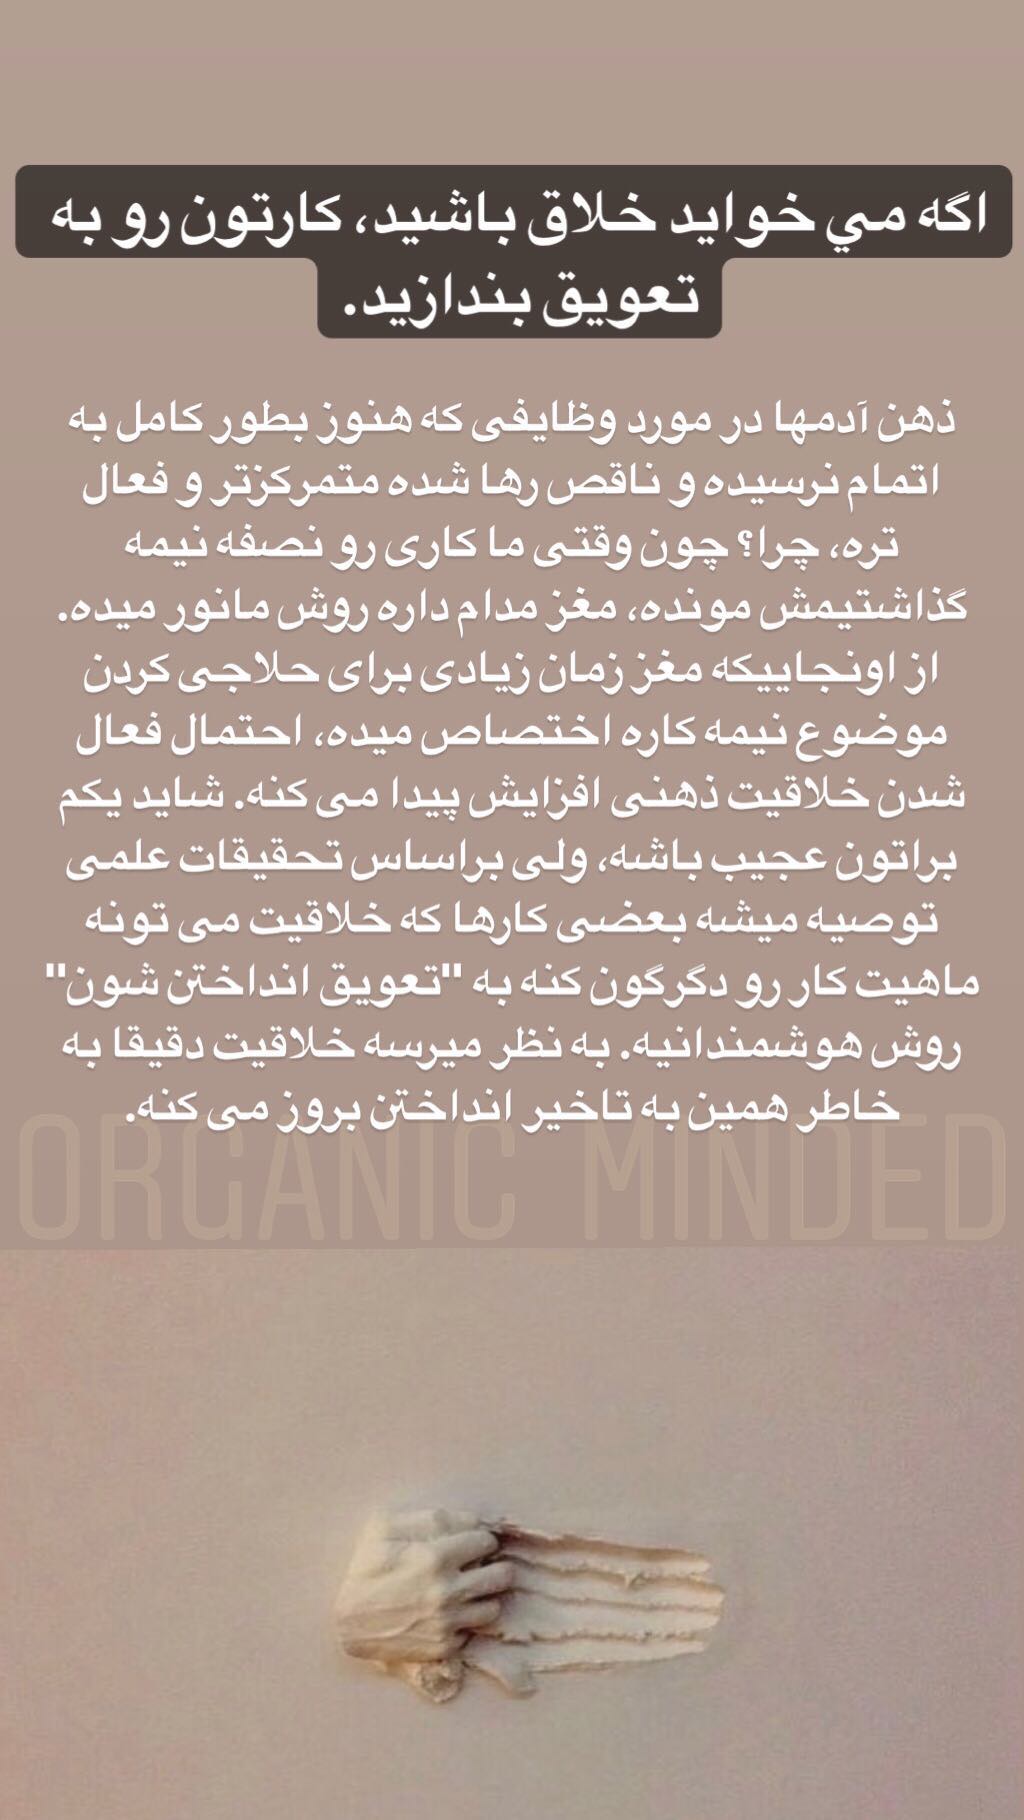 اگه مي خوايد خلاق باشيد، كارتون رو به
تعويق بندازيد.
ذهن آدمها در مورد وظایفی که هنوز بطور کامل به
اتمام نرسیده و ناقص رها شده متمرکزتر و فعال
تره، چرا؟ چون وقتی ما کاری رو نصفه نیمه
گذاشتیمش مونده، مغز مدام داره روش مانور میده.
از اونجاییکه مغز زمان زیادی برای حلاجی کردن
موضوع نیمه کاره اختصاص میده، احتمال فعال
شدن خلاقیت ذهنی افزایش پیدا می کنه. شاید یکم
براتون عجیب باشه، ولی براساس تحقیقات علمی
توصیه میشه بعضی کارها که خلاقیت می تونه
ماهیت کار رو دگرگون کنه به "تعویق انداختن شون"
روش هوشمندانیه. به نظر میرسه خلاقیت دقیقا به
خاطر همین به تاخیر انداختن بروز می کنه.
ORGANIC MINDED